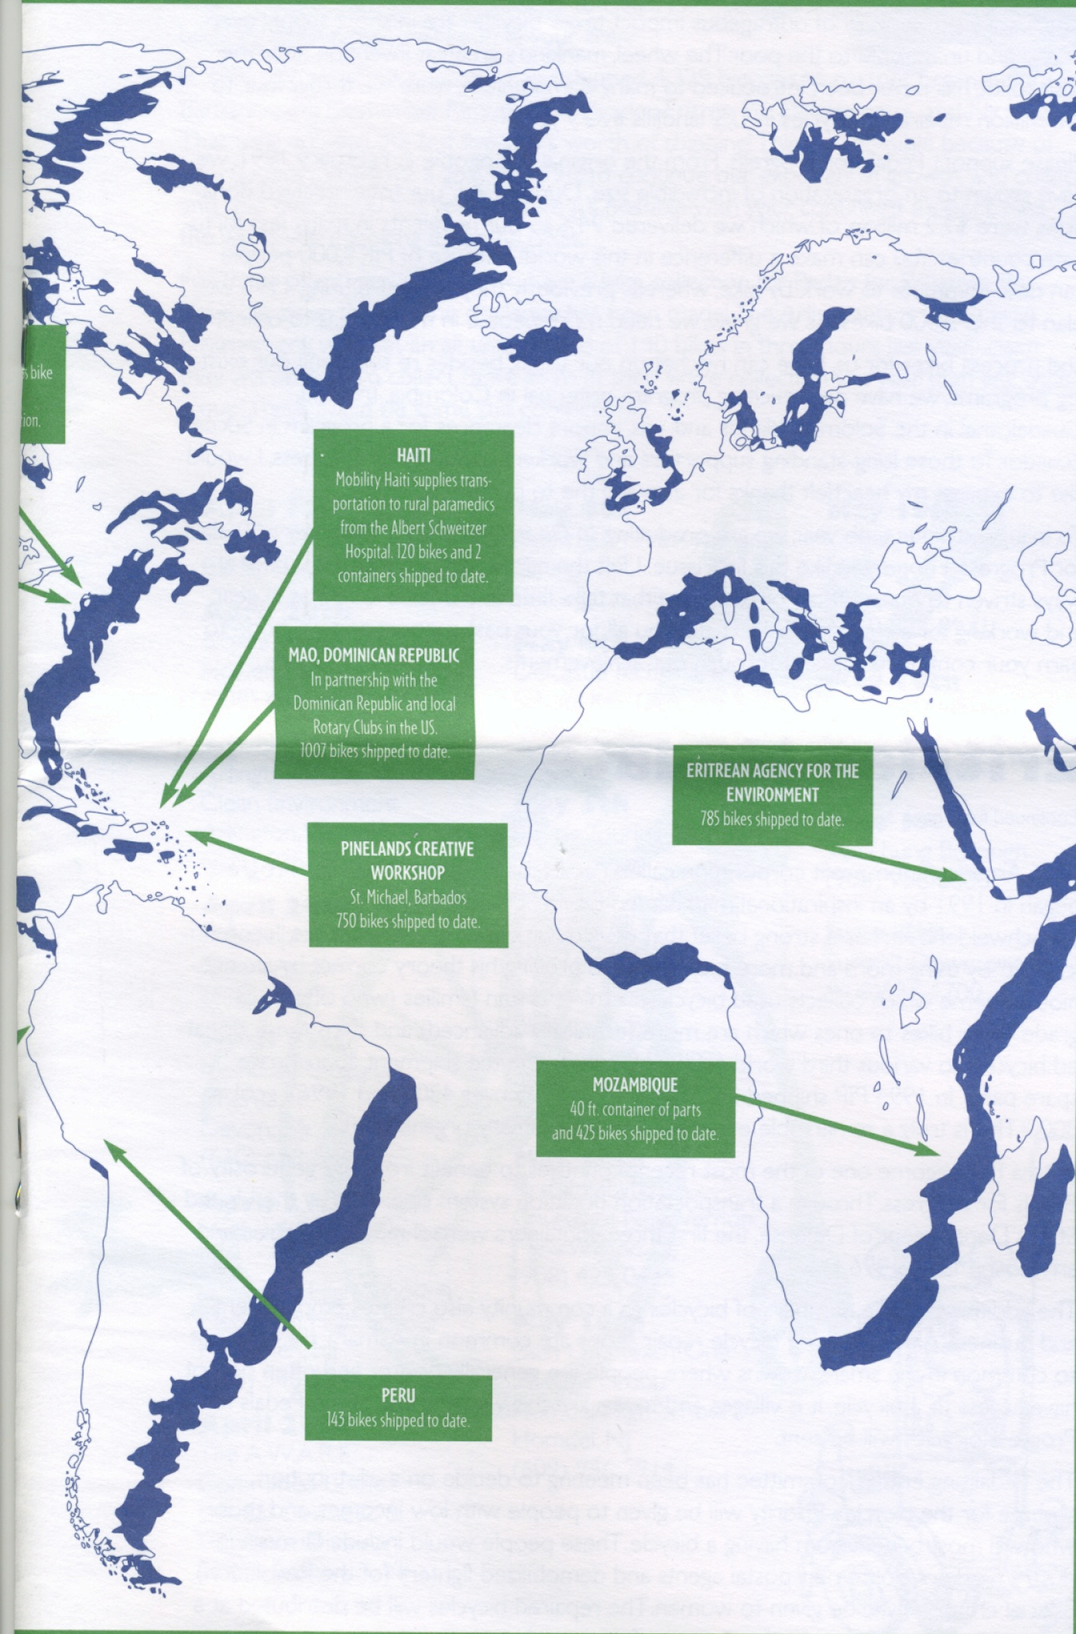 bike
ion,
HAITI
Mobility Haiti supplies trans-
portation to rural paramedics
from the Albert Schweitzer
Hospital. 120 bikes and 2
containers shipped to date.
MAO, DOMINICAN REPUBLIC
In partnership with the
Dominican Republic and local
Rotary Clubs in the US.
1007 bikes shipped to date.
PINELANDS CREATIVE
WORKSHOP
St. Michael, Barbados
750 bikes shipped to date.
ERITREAN AGENCY FOR THE
ENVIRONMENT
785 bikes shipped to date.
MOZAMBIQUE
40 ft. container of parts
and 425 bikes shipped to date.
PERU
143 bikes shipped to date.